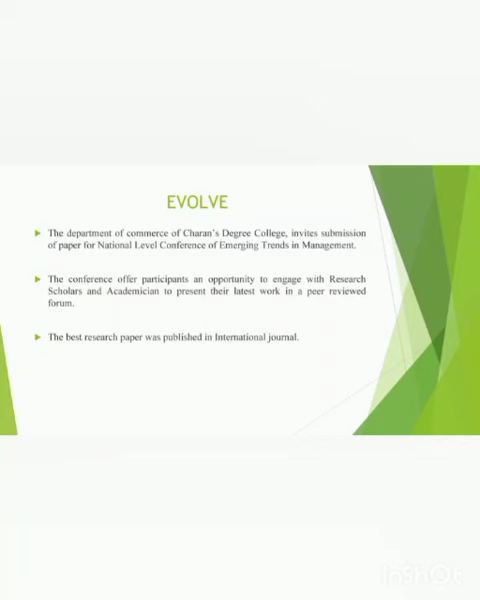 EVOLVE
The department of commerce of Charan's Degree College, invites submission
of paper for National Level Conference of Emerging Trends in Management.
The conference offer participants an opportunity to engage with Research
Scholars and Academician to present their latest work in a peer reviewed
forum.
The best research paper was published in International journal.
InShOt